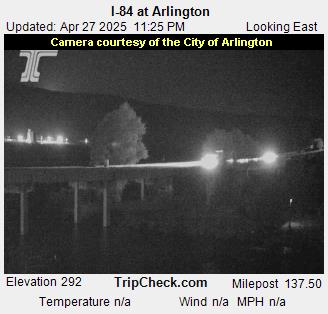 I-84 at Arlington
Updated: Apr 27 2025 11:25 PM Looking East
Camera courtesy of the City of Arlington
Elevation 292 TripCheck.com Milepost 137.50
Temperature n/a Wind n/a MPH n/a